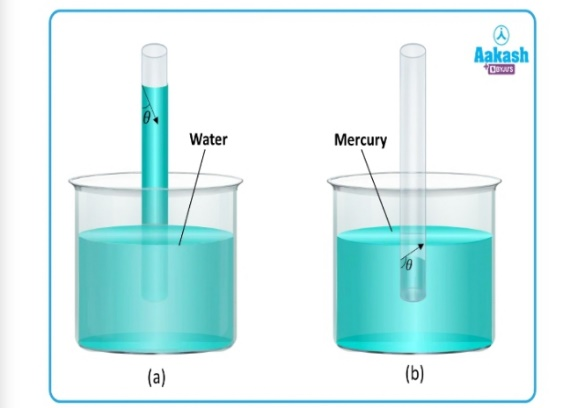 Aakash
+ BYJU'S
Water
Mercury
θ
θ
(a)
(b)